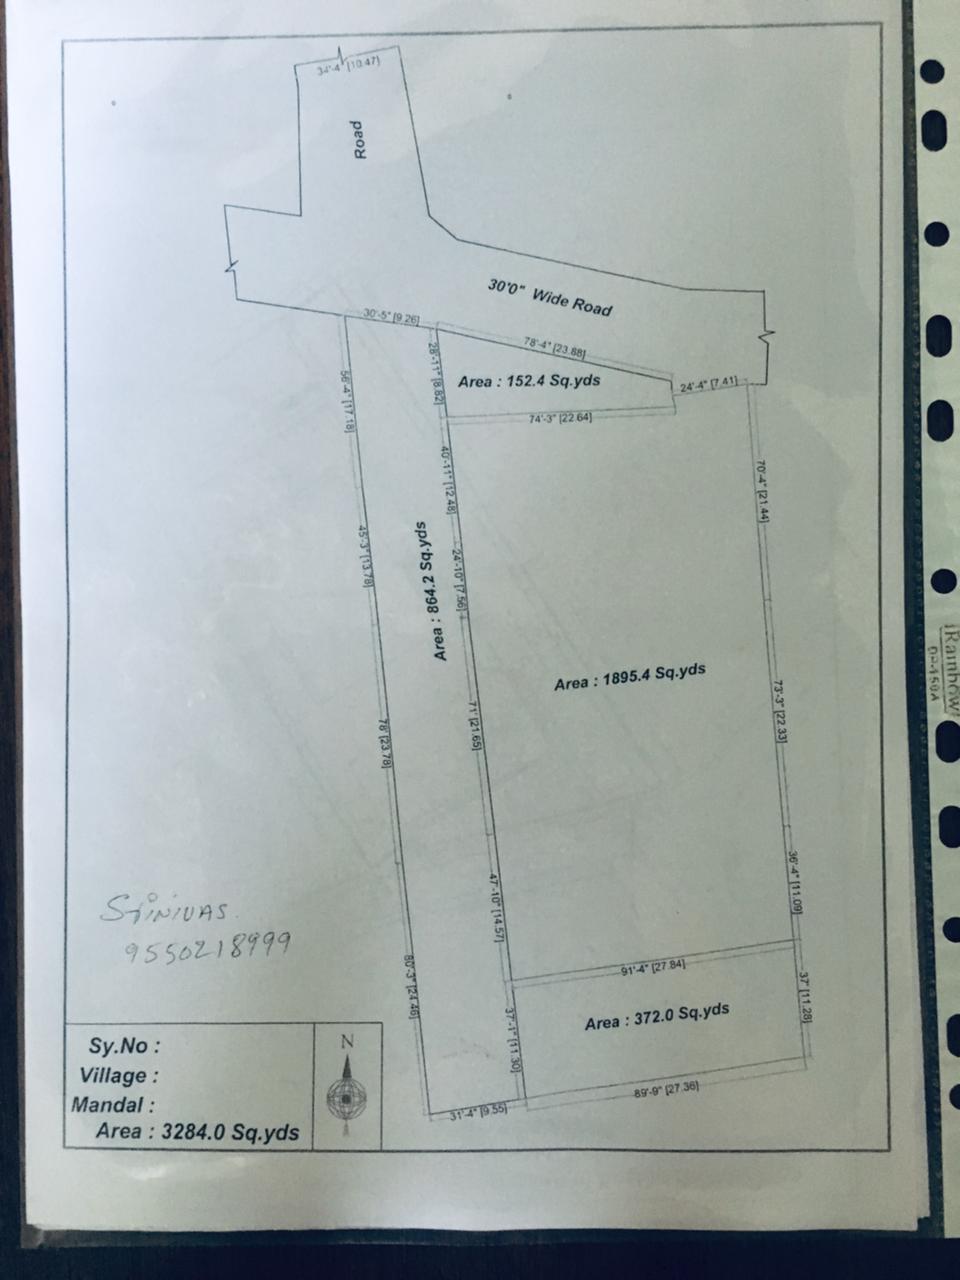 34'-4" [10.47]
Road
30'0" Wide Road
30'-5" [9.26]
78'-4" [23.88]
28'-11" [8.82]
Area : 152.4 Sq.yds
24'-4" [7.41]
56'-4" [17.18]
74'-3" [22.64]
40'-11" [12.48]
70'-4" [21.44]
45'-3" [13.78]
24'-10" [7.56]
Area : 864.2 Sq.yds
Area : 1895.4 Sq.yds
iRainbow
DP-150A
78' [23.78]
71' [21.65]
73'-3" [22.33]
36'-4" [11.09]
47'-10" [14.57]
Srinivas.
9550218999
80'-3" [24.46]
91'-4" [27.84]
37' [11.28]
Area : 372.0 Sq.yds
37'-1" [11.30]
89'-9" [27.36]
31'-4" [9.55]
Sy.No :
Village :
Mandal :
Area : 3284.0 Sq.yds
N